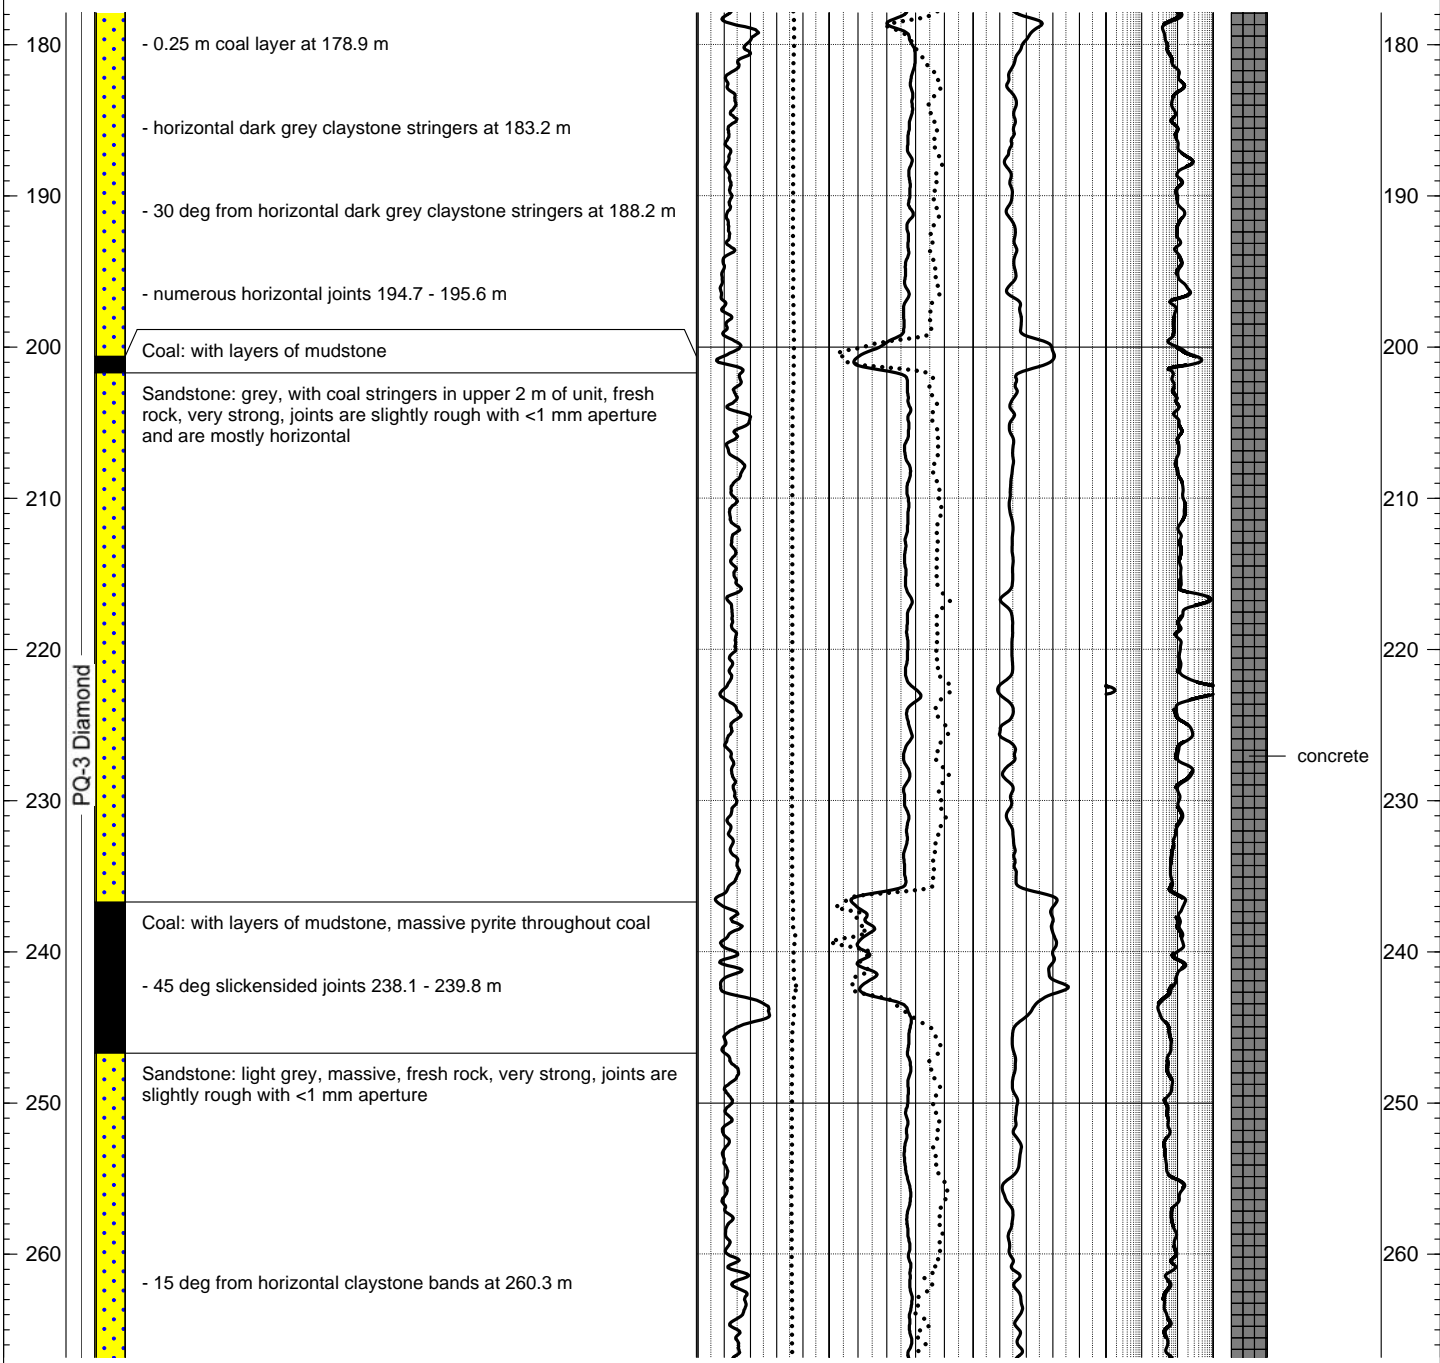 180
190
200
210
220
230
240
250
260
PQ-3 Diamond
- 0.25 m coal layer at 178.9 m
- horizontal dark grey claystone stringers at 183.2 m
- 30 deg from horizontal dark grey claystone stringers at 188.2 m
- numerous horizontal joints 194.7 - 195.6 m
Coal: with layers of mudstone
Sandstone: grey, with coal stringers in upper 2 m of unit, fresh
rock, very strong, joints are slightly rough with <1 mm aperture
and are mostly horizontal
Coal: with layers of mudstone, massive pyrite throughout coal
- 45 deg slickensided joints 238.1 - 239.8 m
Sandstone: light grey, massive, fresh rock, very strong, joints are
slightly rough with <1 mm aperture
- 15 deg from horizontal claystone bands at 260.3 m
concrete
180
190
200
210
220
230
240
250
260